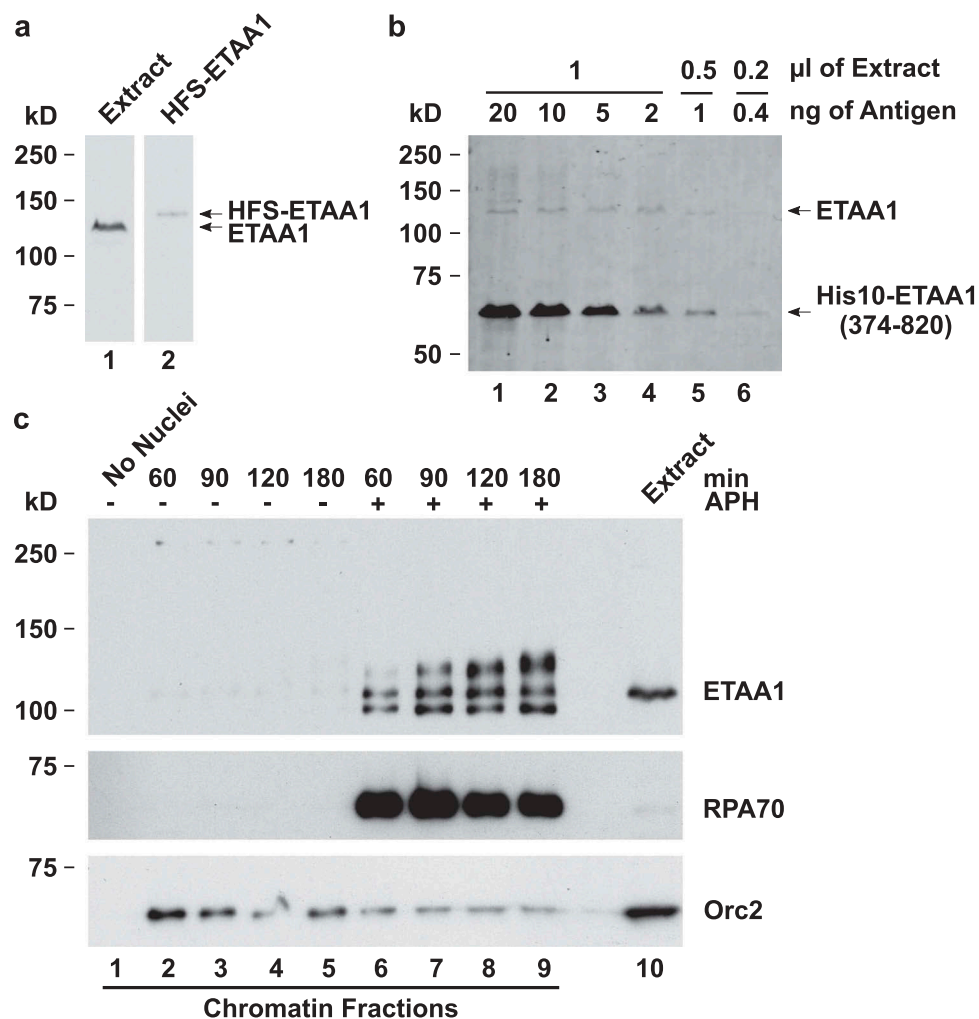 a
Extract
HFS-ETAA1
kD
250
150
100
75
HFS-ETAA1
ETAA1
1 2
b
1 0.5 0.2 µl of Extract
kD 20 10 5 2 1 0.4 ng of Antigen
250
150
100
75
50
ETAA1
His10-ETAA1
(374-820)
1 2 3 4 5 6
c
No Nuclei
60 90 120 180 60 90 120 180 min
Extract
kD - - - - - + + + + APH
250
150
100
ETAA1
75
RPA70
75
Orc2
1 2 3 4 5 6 7 8 9 10
Chromatin Fractions